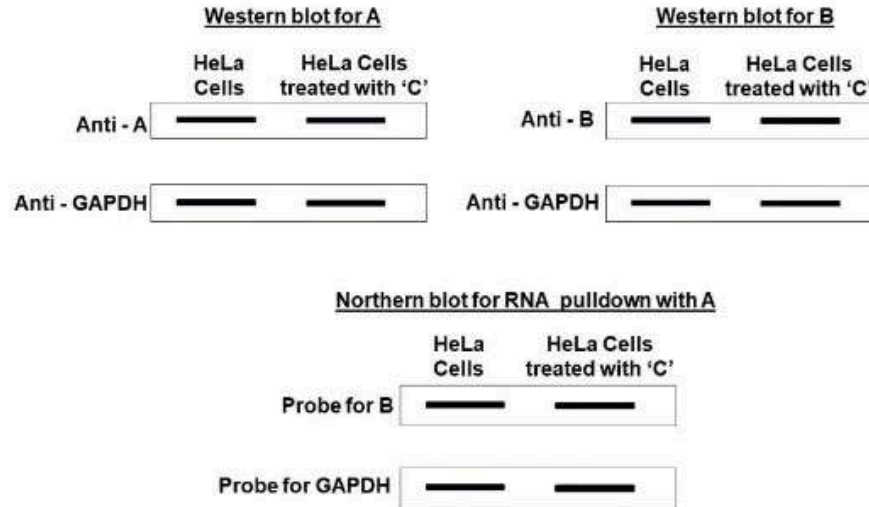 Western blot for A
HeLa Cells
HeLa Cells treated with ‘C’
Anti - A
Anti - GAPDH
Western blot for B
HeLa Cells
HeLa Cells treated with ‘C’
Anti - B
Anti - GAPDH
Northern blot for RNA pulldown with A
HeLa Cells
HeLa Cells treated with ‘C’
Probe for B
Probe for GAPDH